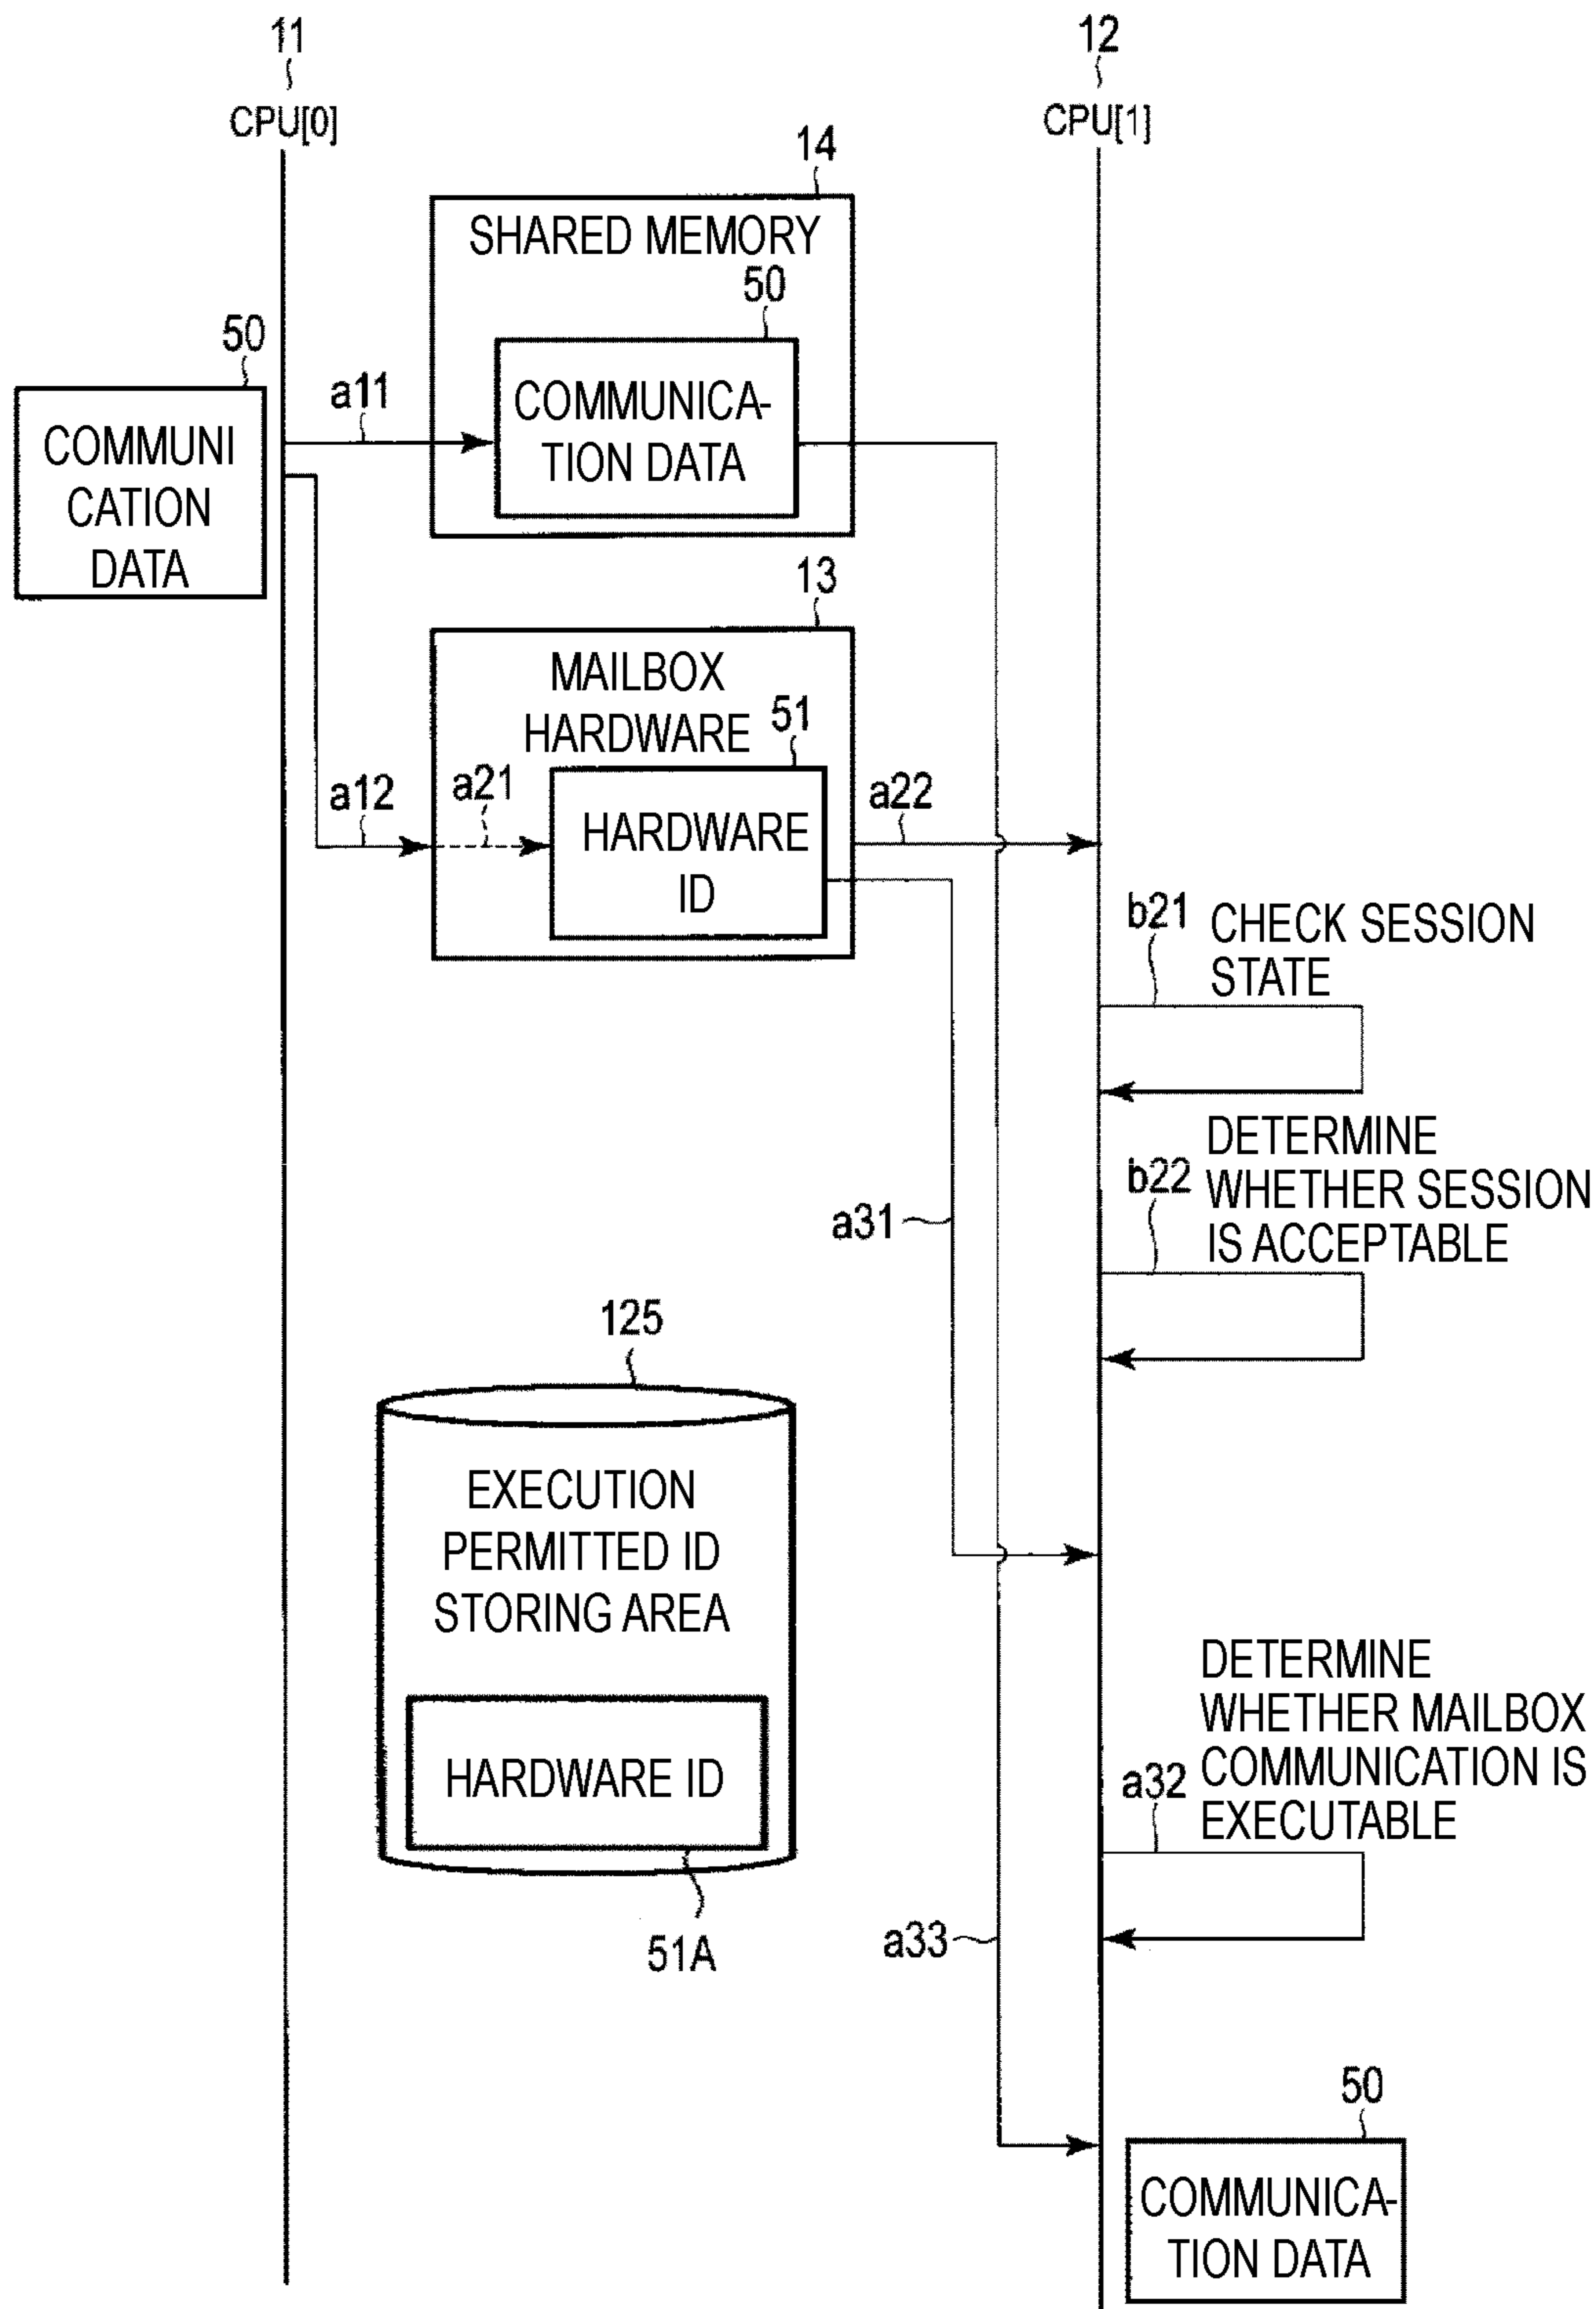 11
CPU[0]
12
CPU[1]
14
SHARED MEMORY
50
COMMUNICA-
TION DATA
50
COMMUNI
CATION
DATA
a11
13
MAILBOX
HARDWARE
51
HARDWARE
ID
a12
a21
a22
b21
CHECK SESSION
STATE
b22
DETERMINE
WHETHER SESSION
IS ACCEPTABLE
a31
125
EXECUTION
PERMITTED ID
STORING AREA
HARDWARE ID
51A
a32
DETERMINE
WHETHER MAILBOX
COMMUNICATION IS
EXECUTABLE
a33
50
COMMUNICA-
TION DATA